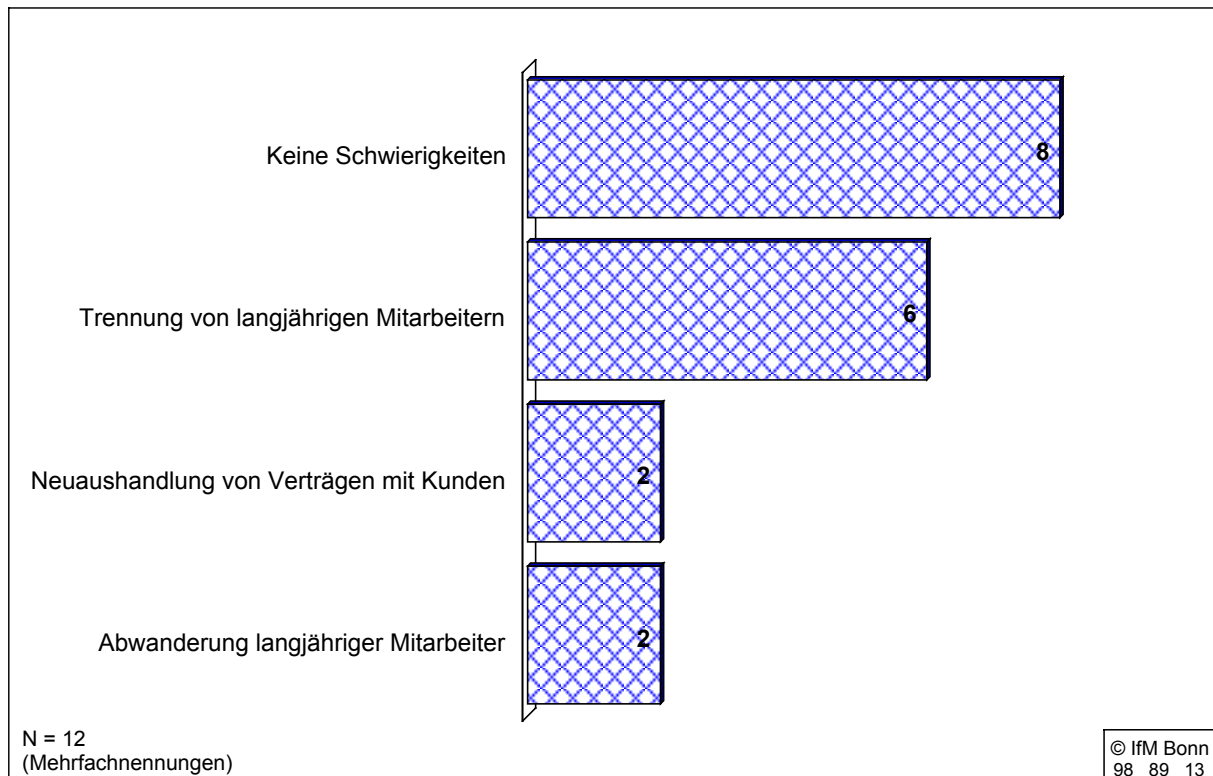 Keine Schwierigkeiten
8
Trennung von langjährigen Mitarbeitern
6
Neuaushandlung von Verträgen mit Kunden
2
Abwanderung langjähriger Mitarbeiter
2
N = 12
(Mehrfachnennungen)
© IfM Bonn
98 89 13